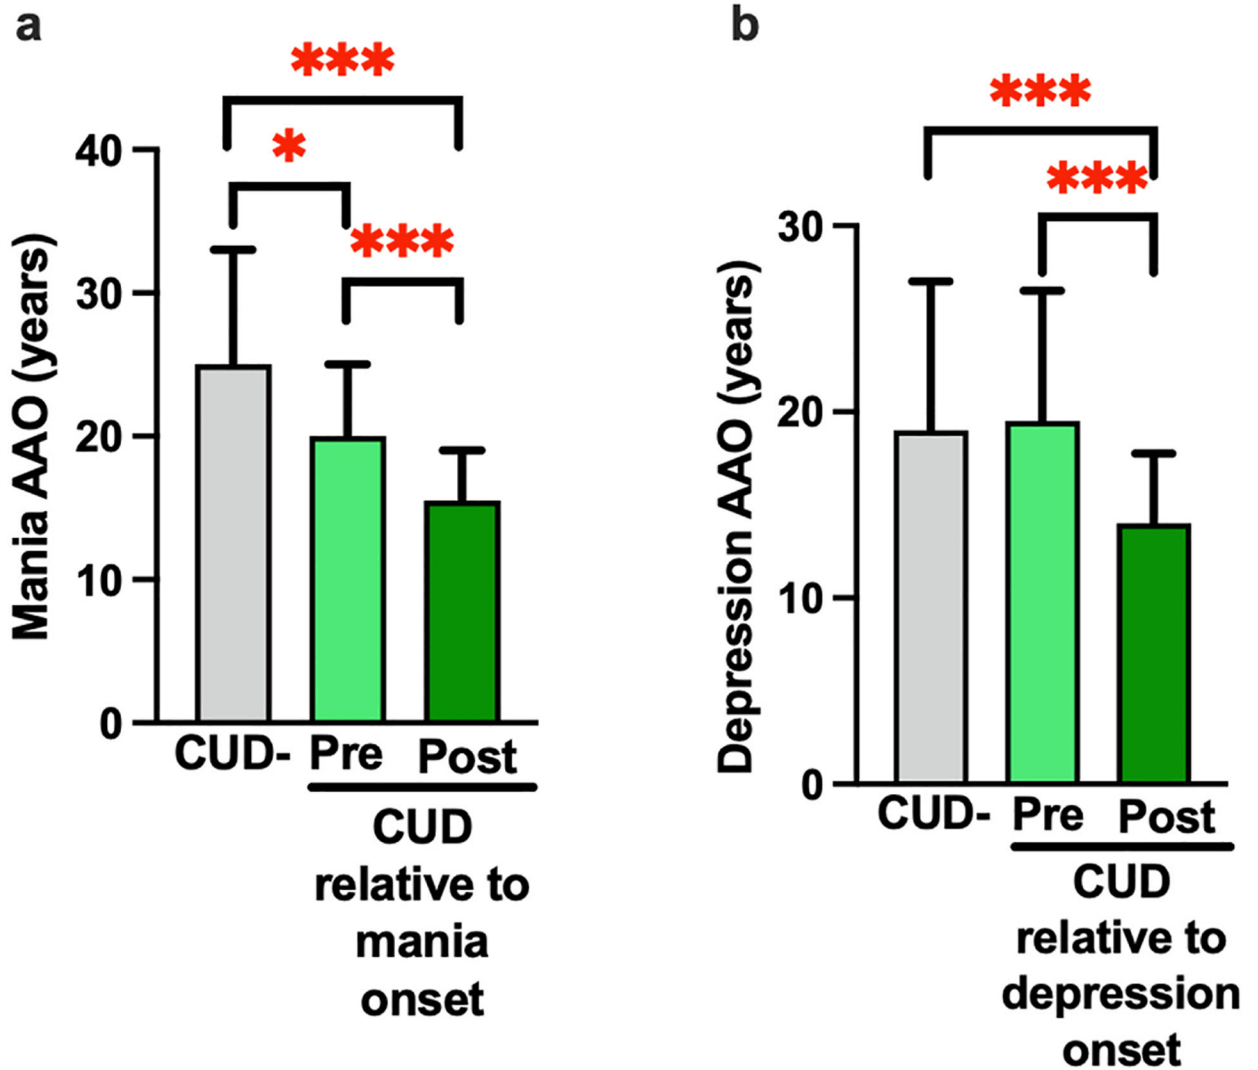 a
***
*
***
40
30
20
10
0
Mania AAO (years)
CUD- Pre Post
CUD
relative to
mania
onset
b
***
***
30
20
10
0
Depression AAO (years)
CUD- Pre Post
CUD
relative to
depression
onset